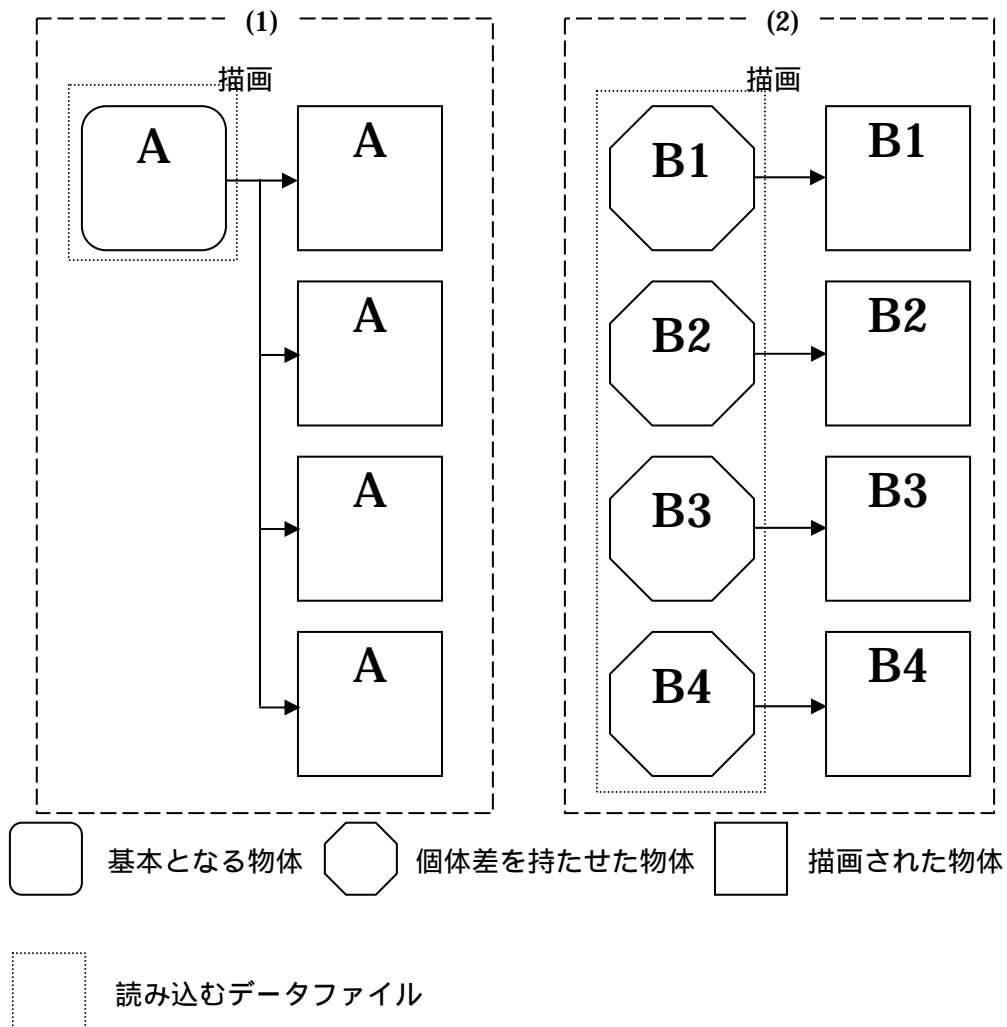 (1)
描画
A
A
A
A
A
(2)
描画
B1
B1
B2
B2
B3
B3
B4
B4
基本となる物体
個体差を持たせた物体
描画された物体
読み込むデータファイル